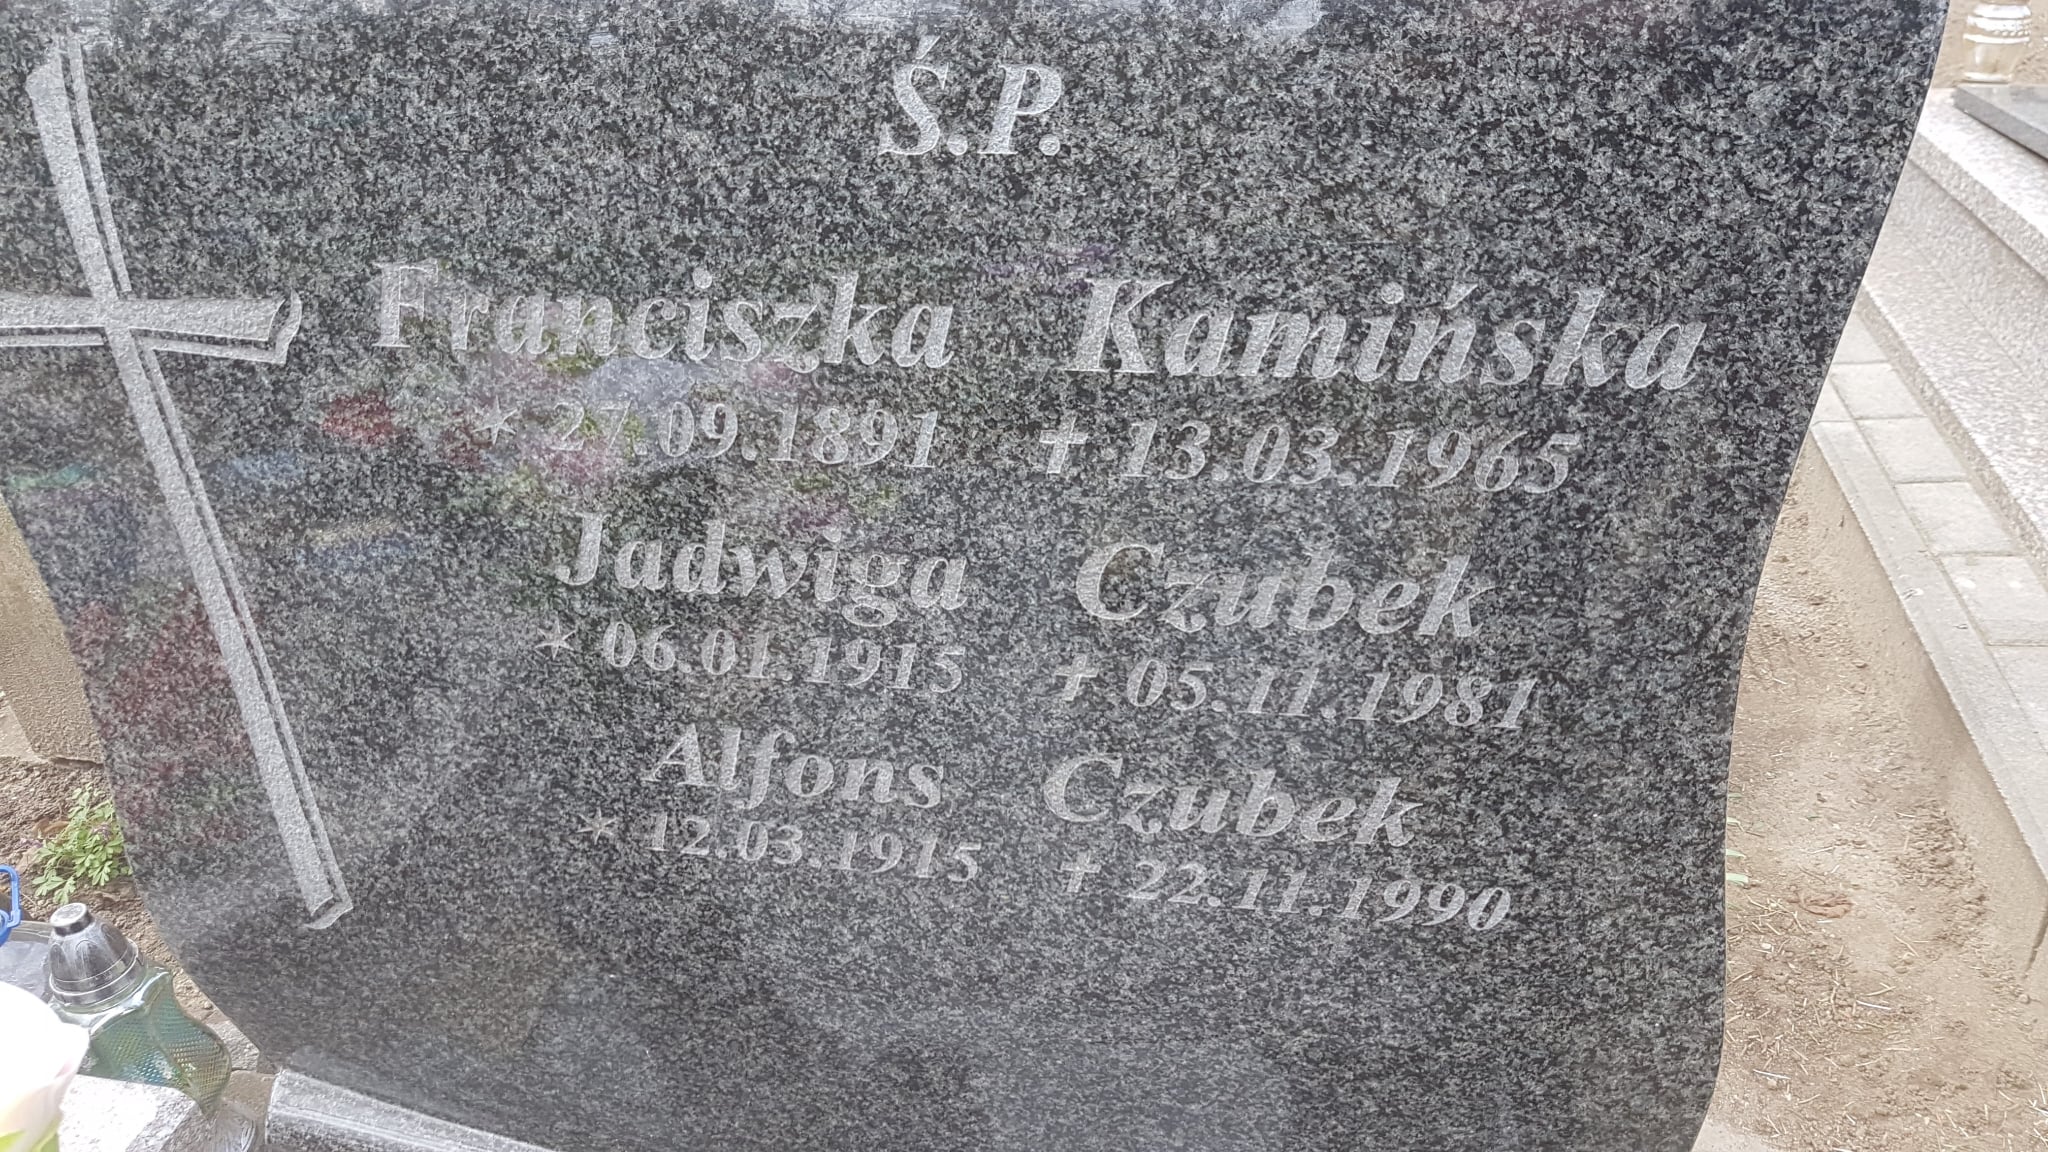 Ś.P.
Franciszka Kamińska
* 27.09.1891 † 13.03.1965
Jadwiga Czubek
* 06.01.1915 † 05.11.1981
Alfons Czubek
* 12.03.1915 † 22.11.1990